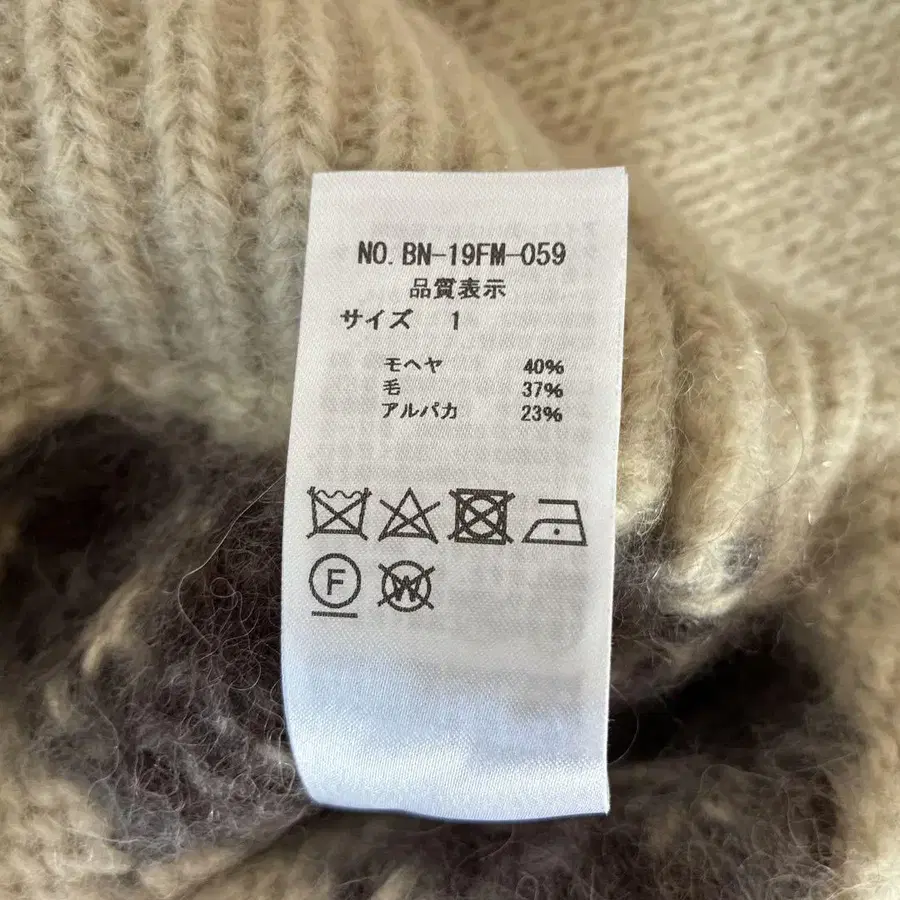 NO. BN-19FM-059
品質表示
サイズ 1
モヘヤ 40%
毛 37%
アルパカ 23%
F W